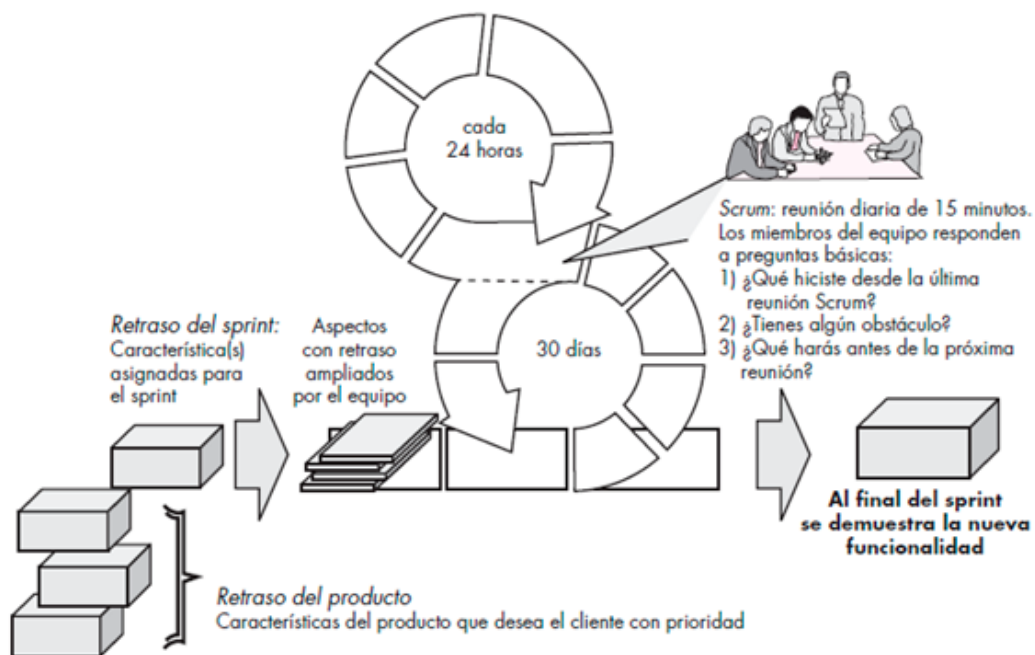 cada
24 horas
Scrum: reunión diaria de 15 minutos.
Los miembros del equipo responden
a preguntas básicas:
1) ¿Qué hiciste desde la última
reunión Scrum?
2) ¿Tienes algún obstáculo?
3) ¿Qué harás antes de la próxima
reunión?
30 días
Retraso del sprint:
Característica(s)
asignadas para
el sprint
Aspectos
con retraso
ampliados
por el equipo
Al final del sprint
se demuestra la nueva
funcionalidad
Retraso del producto
Características del producto que desea el cliente con prioridad